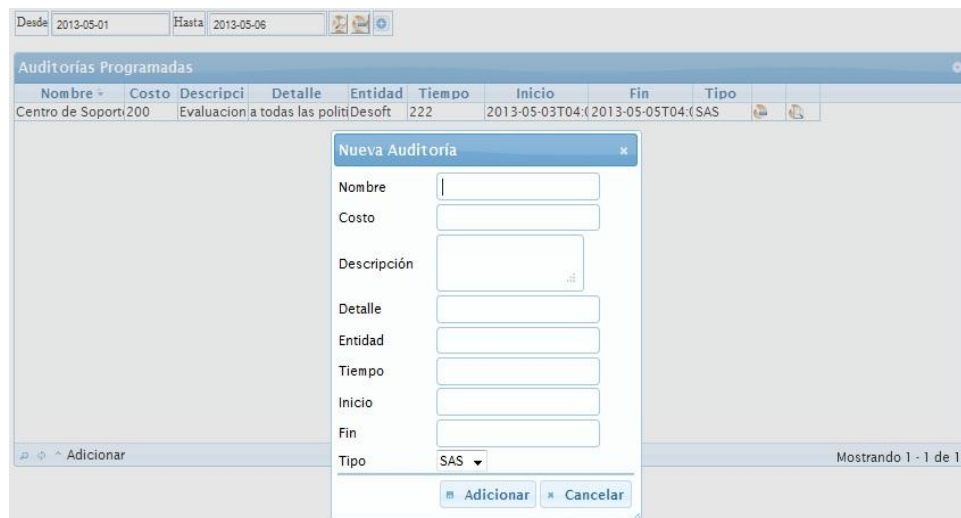 Desde 2013-05-01 Hasta 2013-05-06
Auditorías Programadas
Nombre Costo Descripci Detalle Entidad Tiempo Inicio Fin Tipo
Centro de Soport 200 Evaluacion a todas las politi Desoft 222 2013-05-03T04:( 2013-05-05T04:( SAS
Nueva Auditoría
Nombre
Costo
Descripción
Detalle
Entidad
Tiempo
Inicio
Fin
Tipo SAS
Adicionar Cancelar
Adicionar
Mostrando 1 - 1 de 1